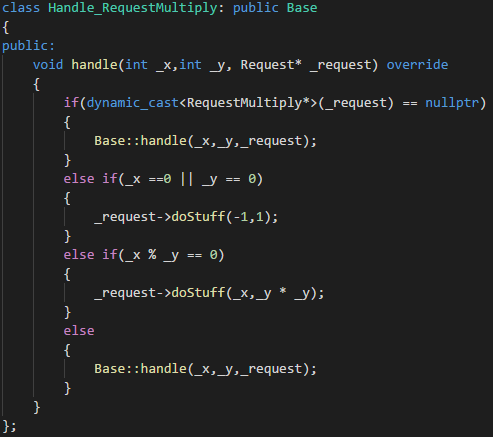 class Handle_RequestMultiply: public Base
{
public:
    void handle(int _x,int _y, Request* _request) override
    {
        if(dynamic_cast<RequestMultiply*>(_request) == nullptr)
        {
            Base::handle(_x,_y,_request);
        }
        else if(_x ==0 || _y == 0)
        {
            _request->doStuff(-1,1);
        }
        else if(_x % _y == 0)
        {
            _request->doStuff(_x,_y * _y);
        }
        else
        {
            Base::handle(_x,_y,_request);
        }
    }
};